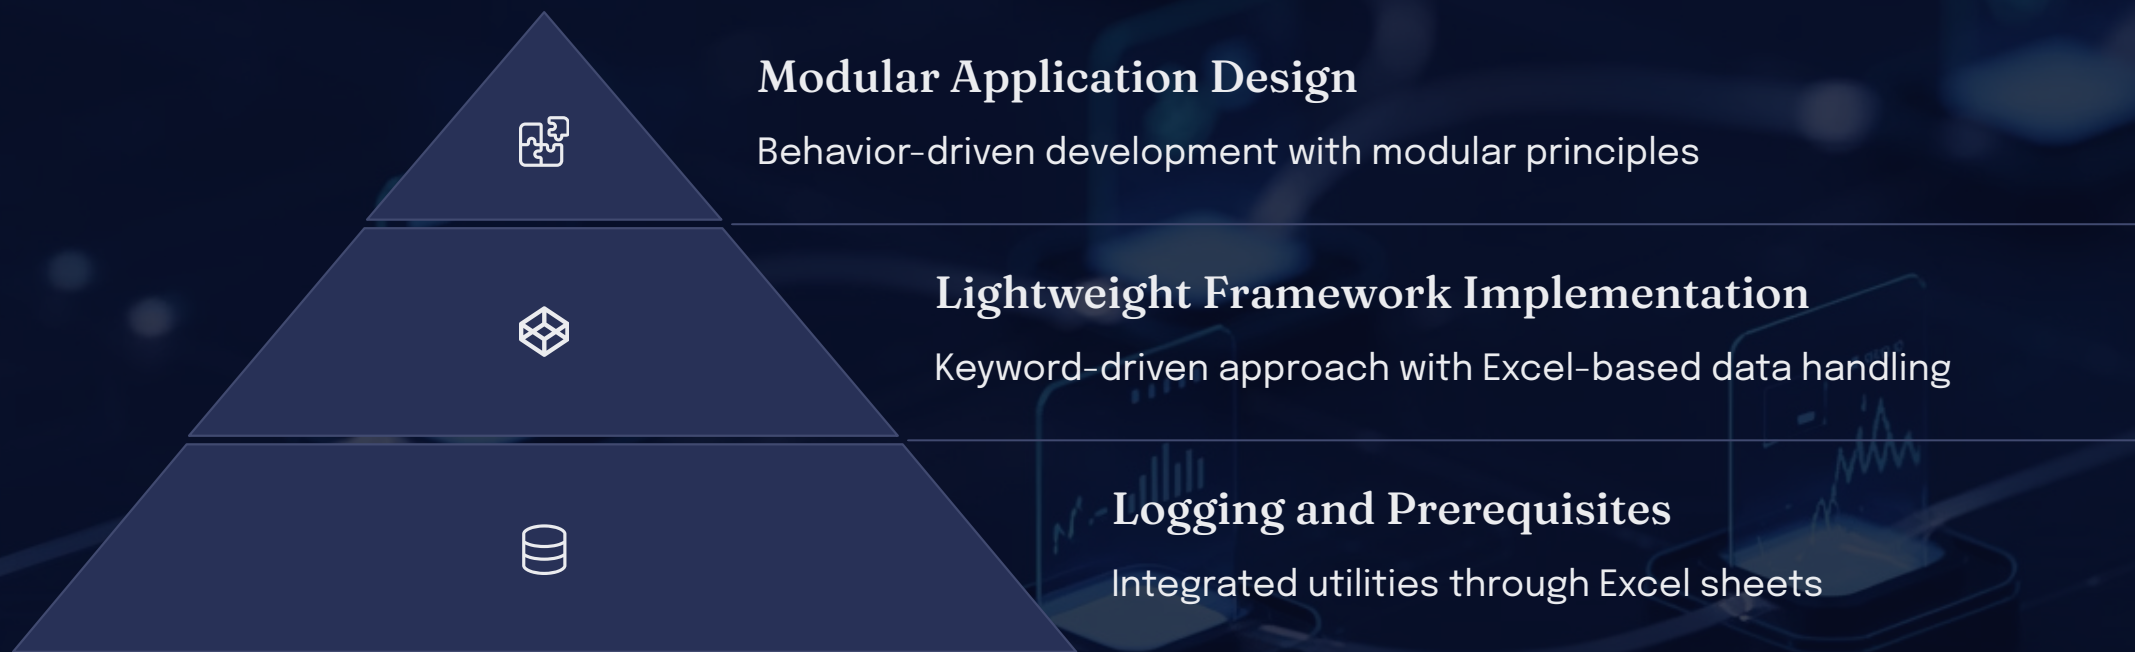 Modular Application Design
Behavior-driven development with modular principles
Lightweight Framework Implementation
Keyword-driven approach with Excel-based data handling
Logging and Prerequisites
Integrated utilities through Excel sheets